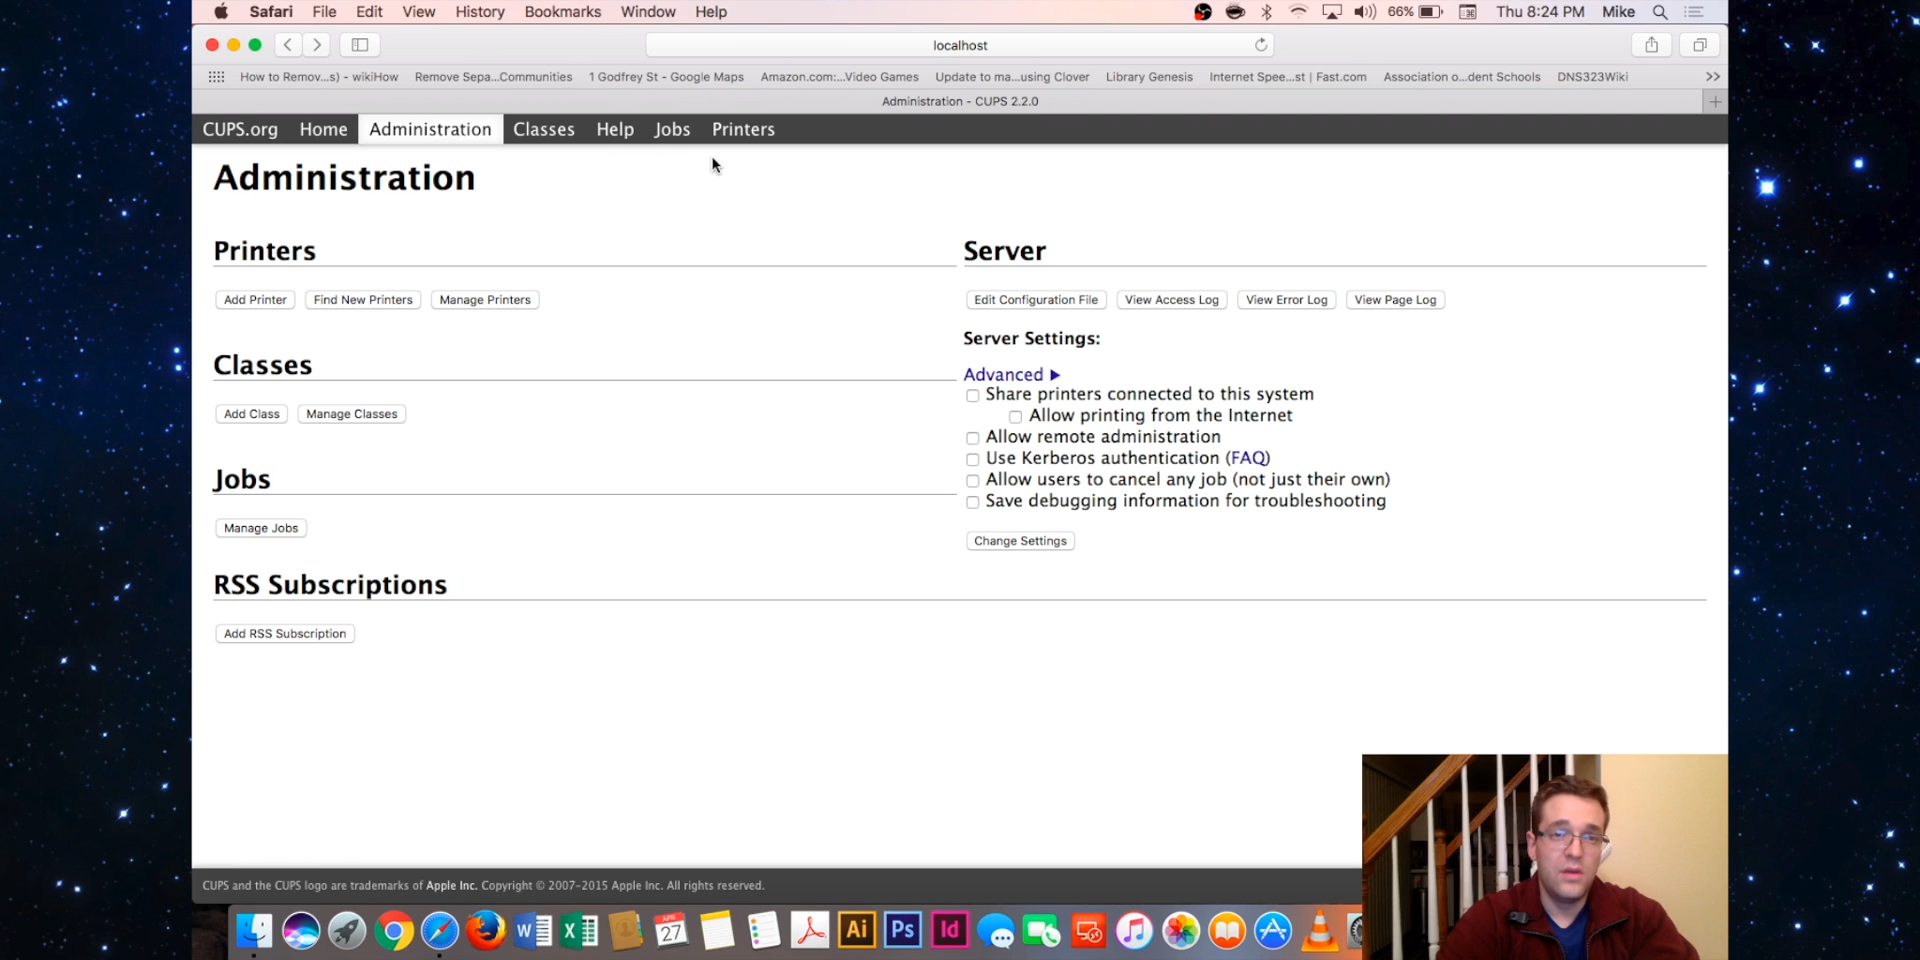 Safari File Edit View History Bookmarks Window Help 66% Thu 8:24 PM Mike
localhost
How to Remov...s) - wikiHow Remove Sepa...Communities 1 Godfrey St - Google Maps Amazon.com:...Video Games Update to ma...using Clover Library Genesis Internet Spee...st | Fast.com Association o...dent Schools DNS323Wiki >>
Administration - CUPS 2.2.0 +
CUPS.org Home Administration Classes Help Jobs Printers
Administration
Printers
Add Printer Find New Printers Manage Printers
Classes
Add Class Manage Classes
Jobs
Manage Jobs
Server
Edit Configuration File View Access Log View Error Log View Page Log
Server Settings:
Advanced ▶
Share printers connected to this system
Allow printing from the Internet
Allow remote administration
Use Kerberos authentication (FAQ)
Allow users to cancel any job (not just their own)
Save debugging information for troubleshooting
Change Settings
RSS Subscriptions
Add RSS Subscription
CUPS and the CUPS logo are trademarks of Apple Inc. Copyright © 2007-2015 Apple Inc. All rights reserved.
W X APR 27 Ai Ps Id